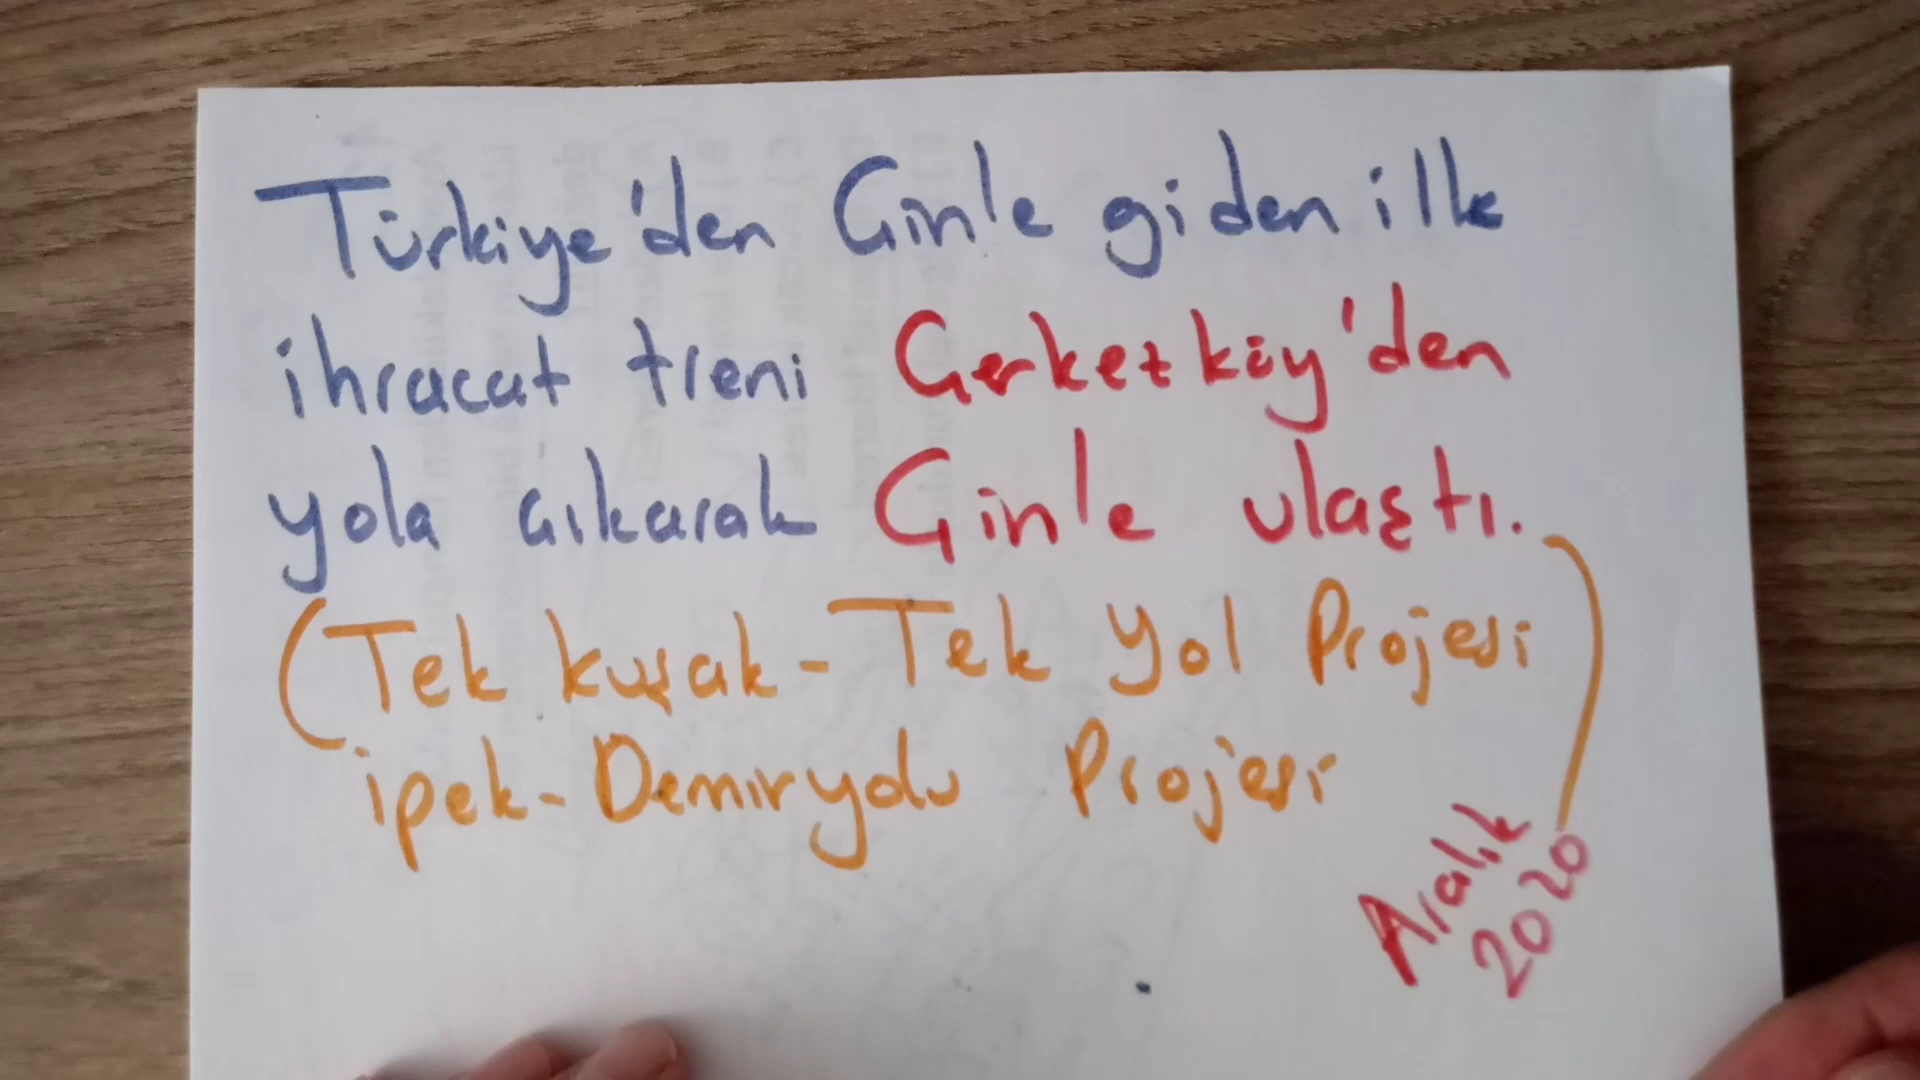 Türkiye'den Çin'e giden ilk
ihracat treni Çerkezköy'den
yola çıkarak Çin'e ulaştı.
(Tek kuşak - Tek Yol Projesi
ipek - Demiryolu Projesi
Aralık
2020